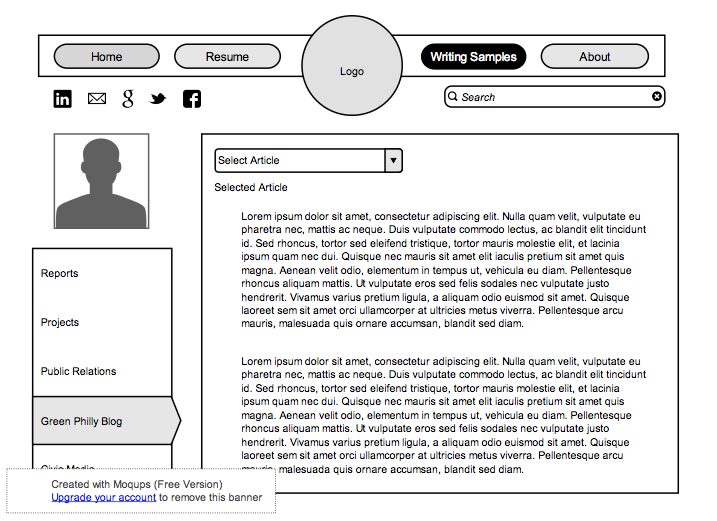 Home
Resume
Logo
Writing Samples
About
Search
Select Article
Selected Article
Lorem ipsum dolor sit amet, consectetur adipiscing elit. Nulla quam velit, vulputate eu
pharetra nec, mattis ac neque. Duis vulputate commodo lectus, ac blandit elit tincidunt
id. Sed rhoncus, tortor sed eleifend tristique, tortor mauris molestie elit, et lacinia
ipsum quam nec dui. Quisque nec mauris sit amet elit iaculis pretium sit amet quis
magna. Aenean velit odio, elementum in tempus ut, vehicula eu diam. Pellentesque
rhoncus aliquam mattis. Ut vulputate eros sed felis sodales nec vulputate justo
hendrerit. Vivamus varius pretium ligula, a aliquam odio euismod sit amet. Quisque
laoreet sem sit amet orci ullamcorper at ultricies metus viverra. Pellentesque arcu
mauris, malesuada quis ornare accumsan, blandit sed diam.
Lorem ipsum dolor sit amet, consectetur adipiscing elit. Nulla quam velit, vulputate eu
pharetra nec, mattis ac neque. Duis vulputate commodo lectus, ac blandit elit tincidunt
id. Sed rhoncus, tortor sed eleifend tristique, tortor mauris molestie elit, et lacinia
ipsum quam nec dui. Quisque nec mauris sit amet elit iaculis pretium sit amet quis
magna. Aenean velit odio, elementum in tempus ut, vehicula eu diam. Pellentesque
rhoncus aliquam mattis. Ut vulputate eros sed felis sodales nec vulputate justo
hendrerit. Vivamus varius pretium ligula, a aliquam odio euismod sit amet. Quisque
laoreet sem sit amet orci ullamcorper at ultricies metus viverra. Pellentesque arcu
mauris, malesuada quis ornare accumsan, blandit sed diam.
Reports
Projects
Public Relations
Green Philly Blog
Civic Media
Created with Moqups (Free Version)
Upgrade your account to remove this banner